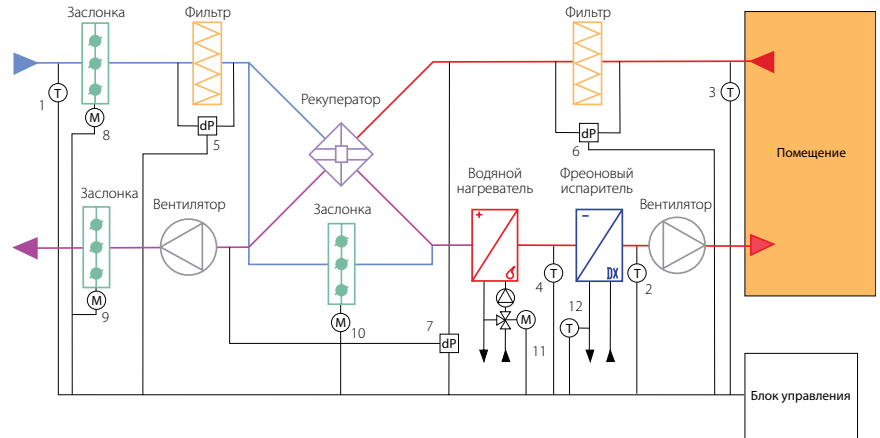 Заслонка
Фильтр
Фильтр
Рекуператор
Помещение
T
1
M
8
dP
5
dP
6
T
3
Заслонка
Вентилятор
Заслонка
Водяной
нагреватель
Фреоновый
испаритель
Вентилятор
+
−
DX
M
9
M
10
7
dP
T
4
T
2
M
11
12
T
Блок управления